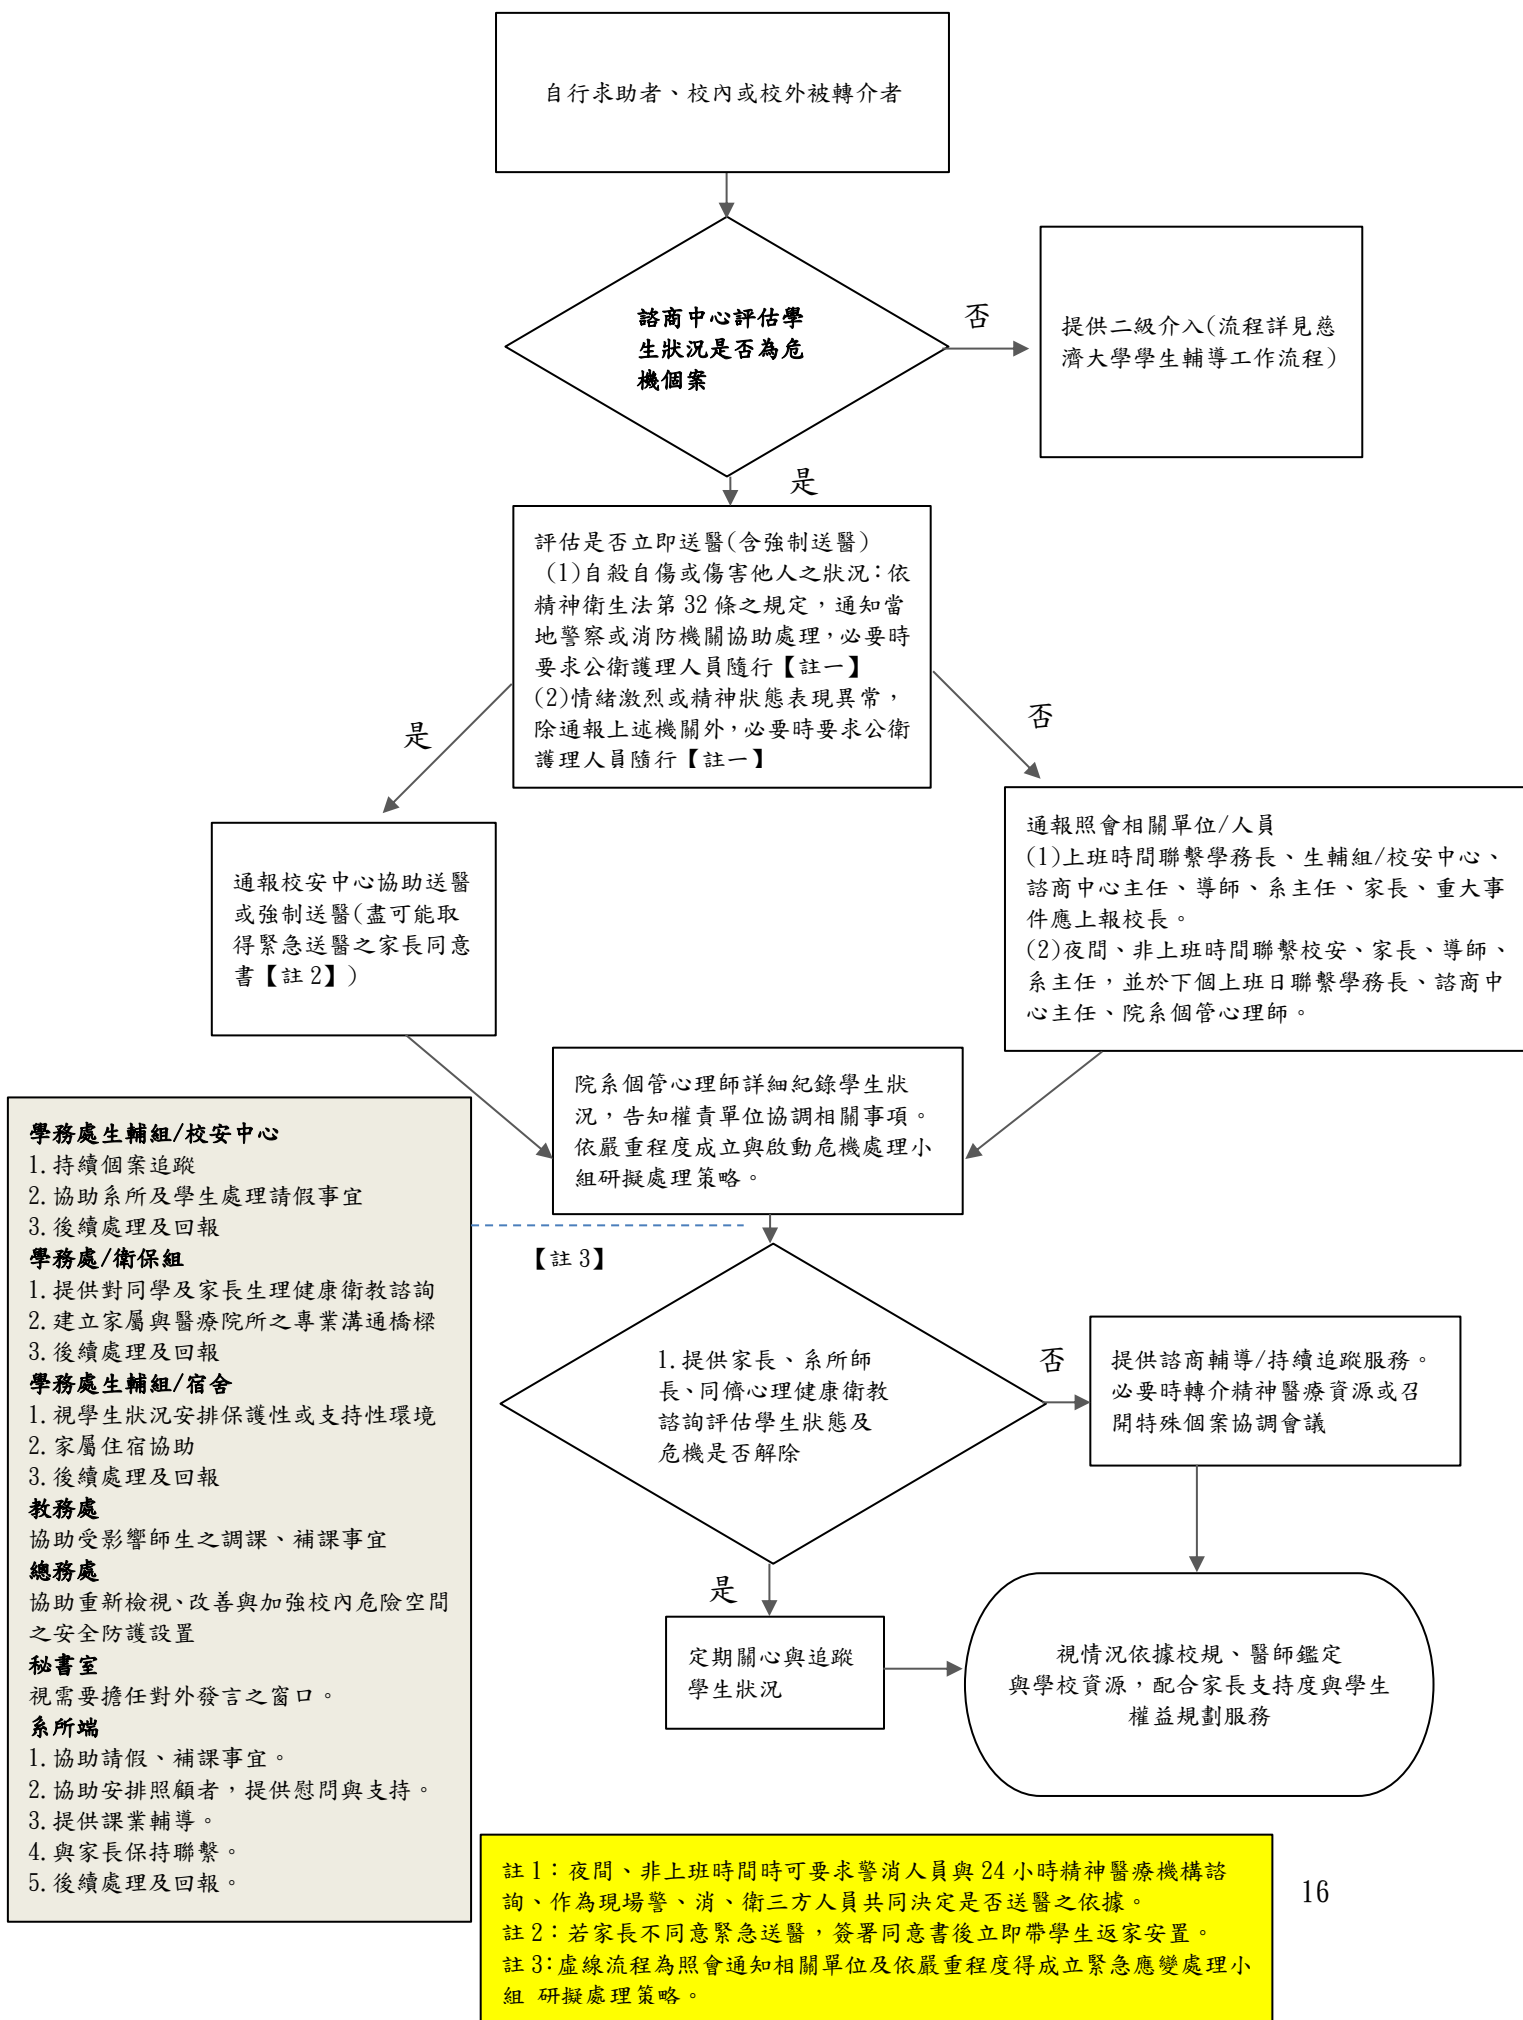 自行求助者、校內或校外被轉介者
諮商中心評估學
生狀況是否為危
機個案
否
提供二級介入(流程詳見慈
濟大學學生輔導工作流程)
是
評估是否立即送醫(含強制送醫)
(1)自殺自傷或傷害他人之狀況：依
精神衛生法第 32 條之規定，通知當
地警察或消防機關協助處理，必要時
要求公衛護理人員隨行【註一】
(2)情緒激烈或精神狀態表現異常，
除通報上述機關外，必要時要求公衛
護理人員隨行【註一】
是
否
通報校安中心協助送醫
或強制送醫(盡可能取
得緊急送醫之家長同意
書【註 2】)
通報照會相關單位/人員
(1)上班時間聯繫學務長、生輔組/校安中心、
諮商中心主任、導師、系主任、家長、重大事
件應上報校長。
(2)夜間、非上班時間聯繫校安、家長、導師、
系主任，並於下個上班日聯繫學務長、諮商中
心主任、院系個管心理師。
院系個管心理師詳細紀錄學生狀
況，告知權責單位協調相關事項。
依嚴重程度成立與啟動危機處理小
組研擬處理策略。
學務處生輔組/校安中心
1.持續個案追蹤
2.協助系所及學生處理請假事宜
3.後續處理及回報
學務處/衛保組
1.提供對同學及家長生理健康衛教諮詢
2.建立家屬與醫療院所之專業溝通橋樑
3.後續處理及回報
學務處生輔組/宿舍
1.視學生狀況安排保護性或支持性環境
2.家屬住宿協助
3.後續處理及回報
教務處
協助受影響師生之調課、補課事宜
總務處
協助重新檢視、改善與加強校內危險空間
之安全防護設置
秘書室
視需要擔任對外發言之窗口。
系所端
1.協助請假、補課事宜。
2.協助安排照顧者，提供慰問與支持。
3.提供課業輔導。
4.與家長保持聯繫。
5.後續處理及回報。
【註 3】
1.提供家長、系所師
長、同儕心理健康衛教
諮詢評估學生狀態及
危機是否解除
否
提供諮商輔導/持續追蹤服務。
必要時轉介精神醫療資源或召
開特殊個案協調會議
是
定期關心與追蹤
學生狀況
視情況依據校規、醫師鑑定
與學校資源，配合家長支持度與學生
權益規劃服務
註 1：夜間、非上班時間時可要求警消人員與 24 小時精神醫療機構諮
詢、作為現場警、消、衛三方人員共同決定是否送醫之依據。
註 2：若家長不同意緊急送醫，簽署同意書後立即帶學生返家安置。
註 3：虛線流程為照會通知相關單位及依嚴重程度得成立緊急應變處理小
組 研擬處理策略。
16